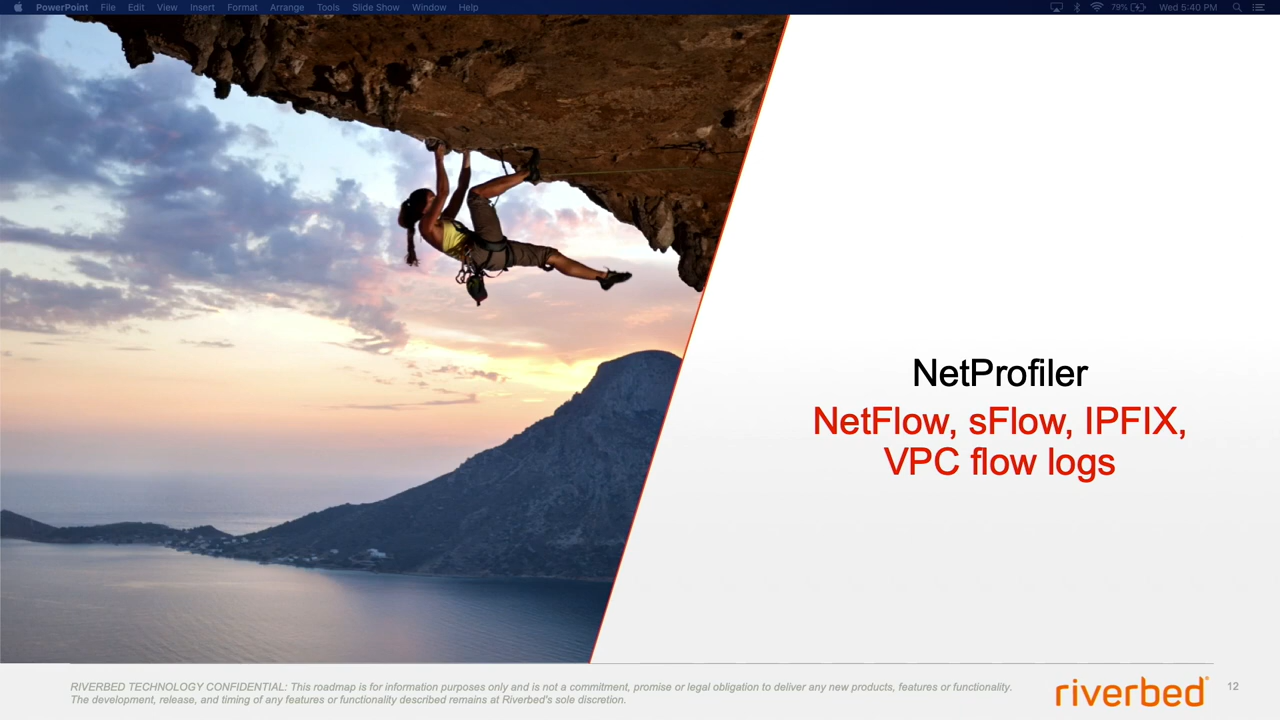 PowerPoint File Edit View Insert Format Arrange Tools Slide Show Window Help 79% Wed 5:40 PM
NetProfiler
NetFlow, sFlow, IPFIX,
VPC flow logs
RIVERBED TECHNOLOGY CONFIDENTIAL: This roadmap is for information purposes only and is not a commitment, promise or legal obligation to deliver any new products, features or functionality.
The development, release, and timing of any features or functionality described remains at Riverbed's sole discretion.
riverbed
12